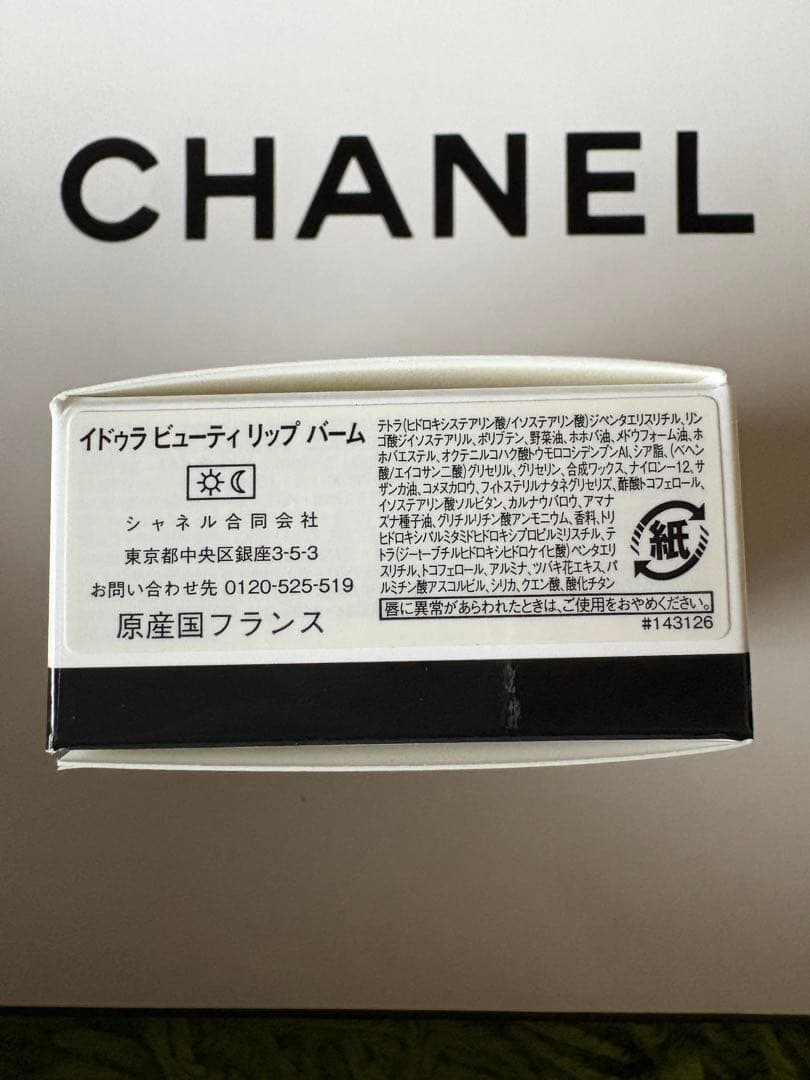 CHANEL
イドゥラ ビューティ リップ バーム
シャネル合同会社
東京都中央区銀座3-5-3
お問い合わせ先 0120-525-519
原産国フランス
テトラ(ヒドロキシステアリン酸/イソステアリン酸)ジペンタエリスリチル、リン
ゴ酸ジイソステアリル、ポリブテン、野菜油、ホホバ油、メドウフォーム油、ホ
ホバエステル、オクテニルコハク酸トウモロコシデンプンAl、シア脂、(ベヘン
酸/エイコサン二酸)グリセリル、グリセリン、合成ワックス、ナイロン-12、サ
ザンカ油、コメヌカロウ、フィトステリルナタネグリセリズ、酢酸トコフェロール、
イソステアリン酸ソルビタン、カルナウバロウ、アマナ
ズナ種子油、グリチルリチン酸アンモニウム、香料、トリ
ヒドロキシパルミタミドヒドロキシプロピルミリスチル、テ
トラ(ジ-t-ブチルヒドロキシヒドロケイヒ酸)ペンタエリ
スリチル、トコフェロール、アルミナ、ツバキ花エキス、パ
ルミチン酸アスコルビル、シリカ、クエン酸、酸化チタン
紙
唇に異常があらわれたときは、ご使用をおやめください。
#143126